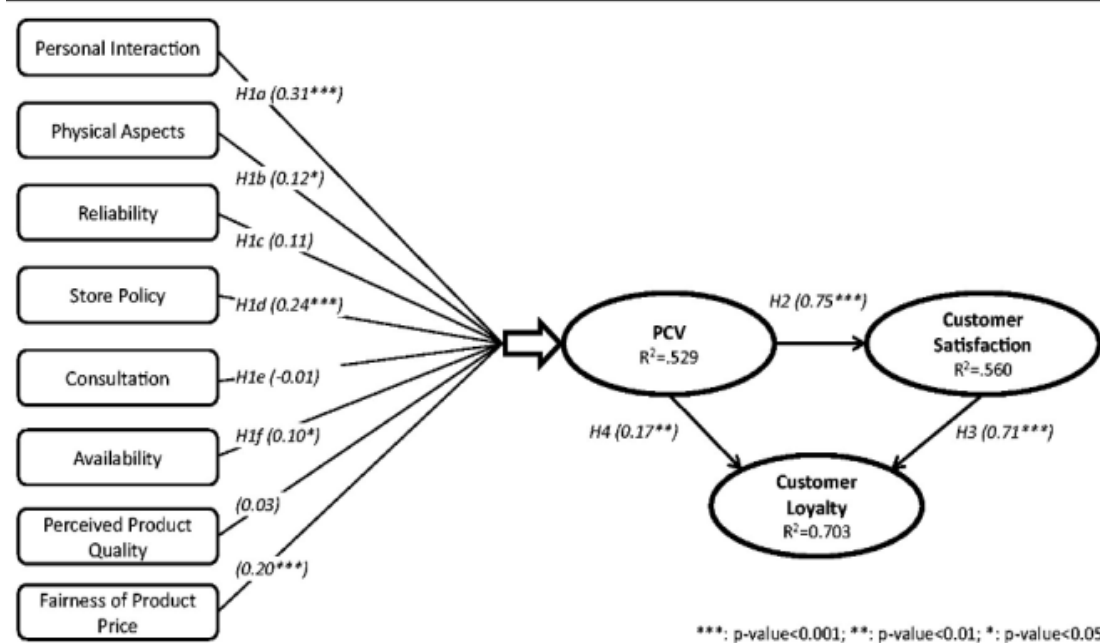 Personal Interaction
H1a (0.31***)
Physical Aspects
H1b (0.12*)
Reliability
H1c (0.11)
Store Policy
H1d (0.24***)
Consultation
H1e (-0.01)
Availability
H1f (0.10*)
Perceived Product
Quality
(0.03)
Fairness of Product
Price
(0.20***)
PCV
R²=.529
H2 (0.75***)
Customer
Satisfaction
R²=.560
H4 (0.17**)
H3 (0.71***)
Customer
Loyalty
R²=0.703
***: p-value<0.001; **: p-value<0.01; *: p-value<0.05